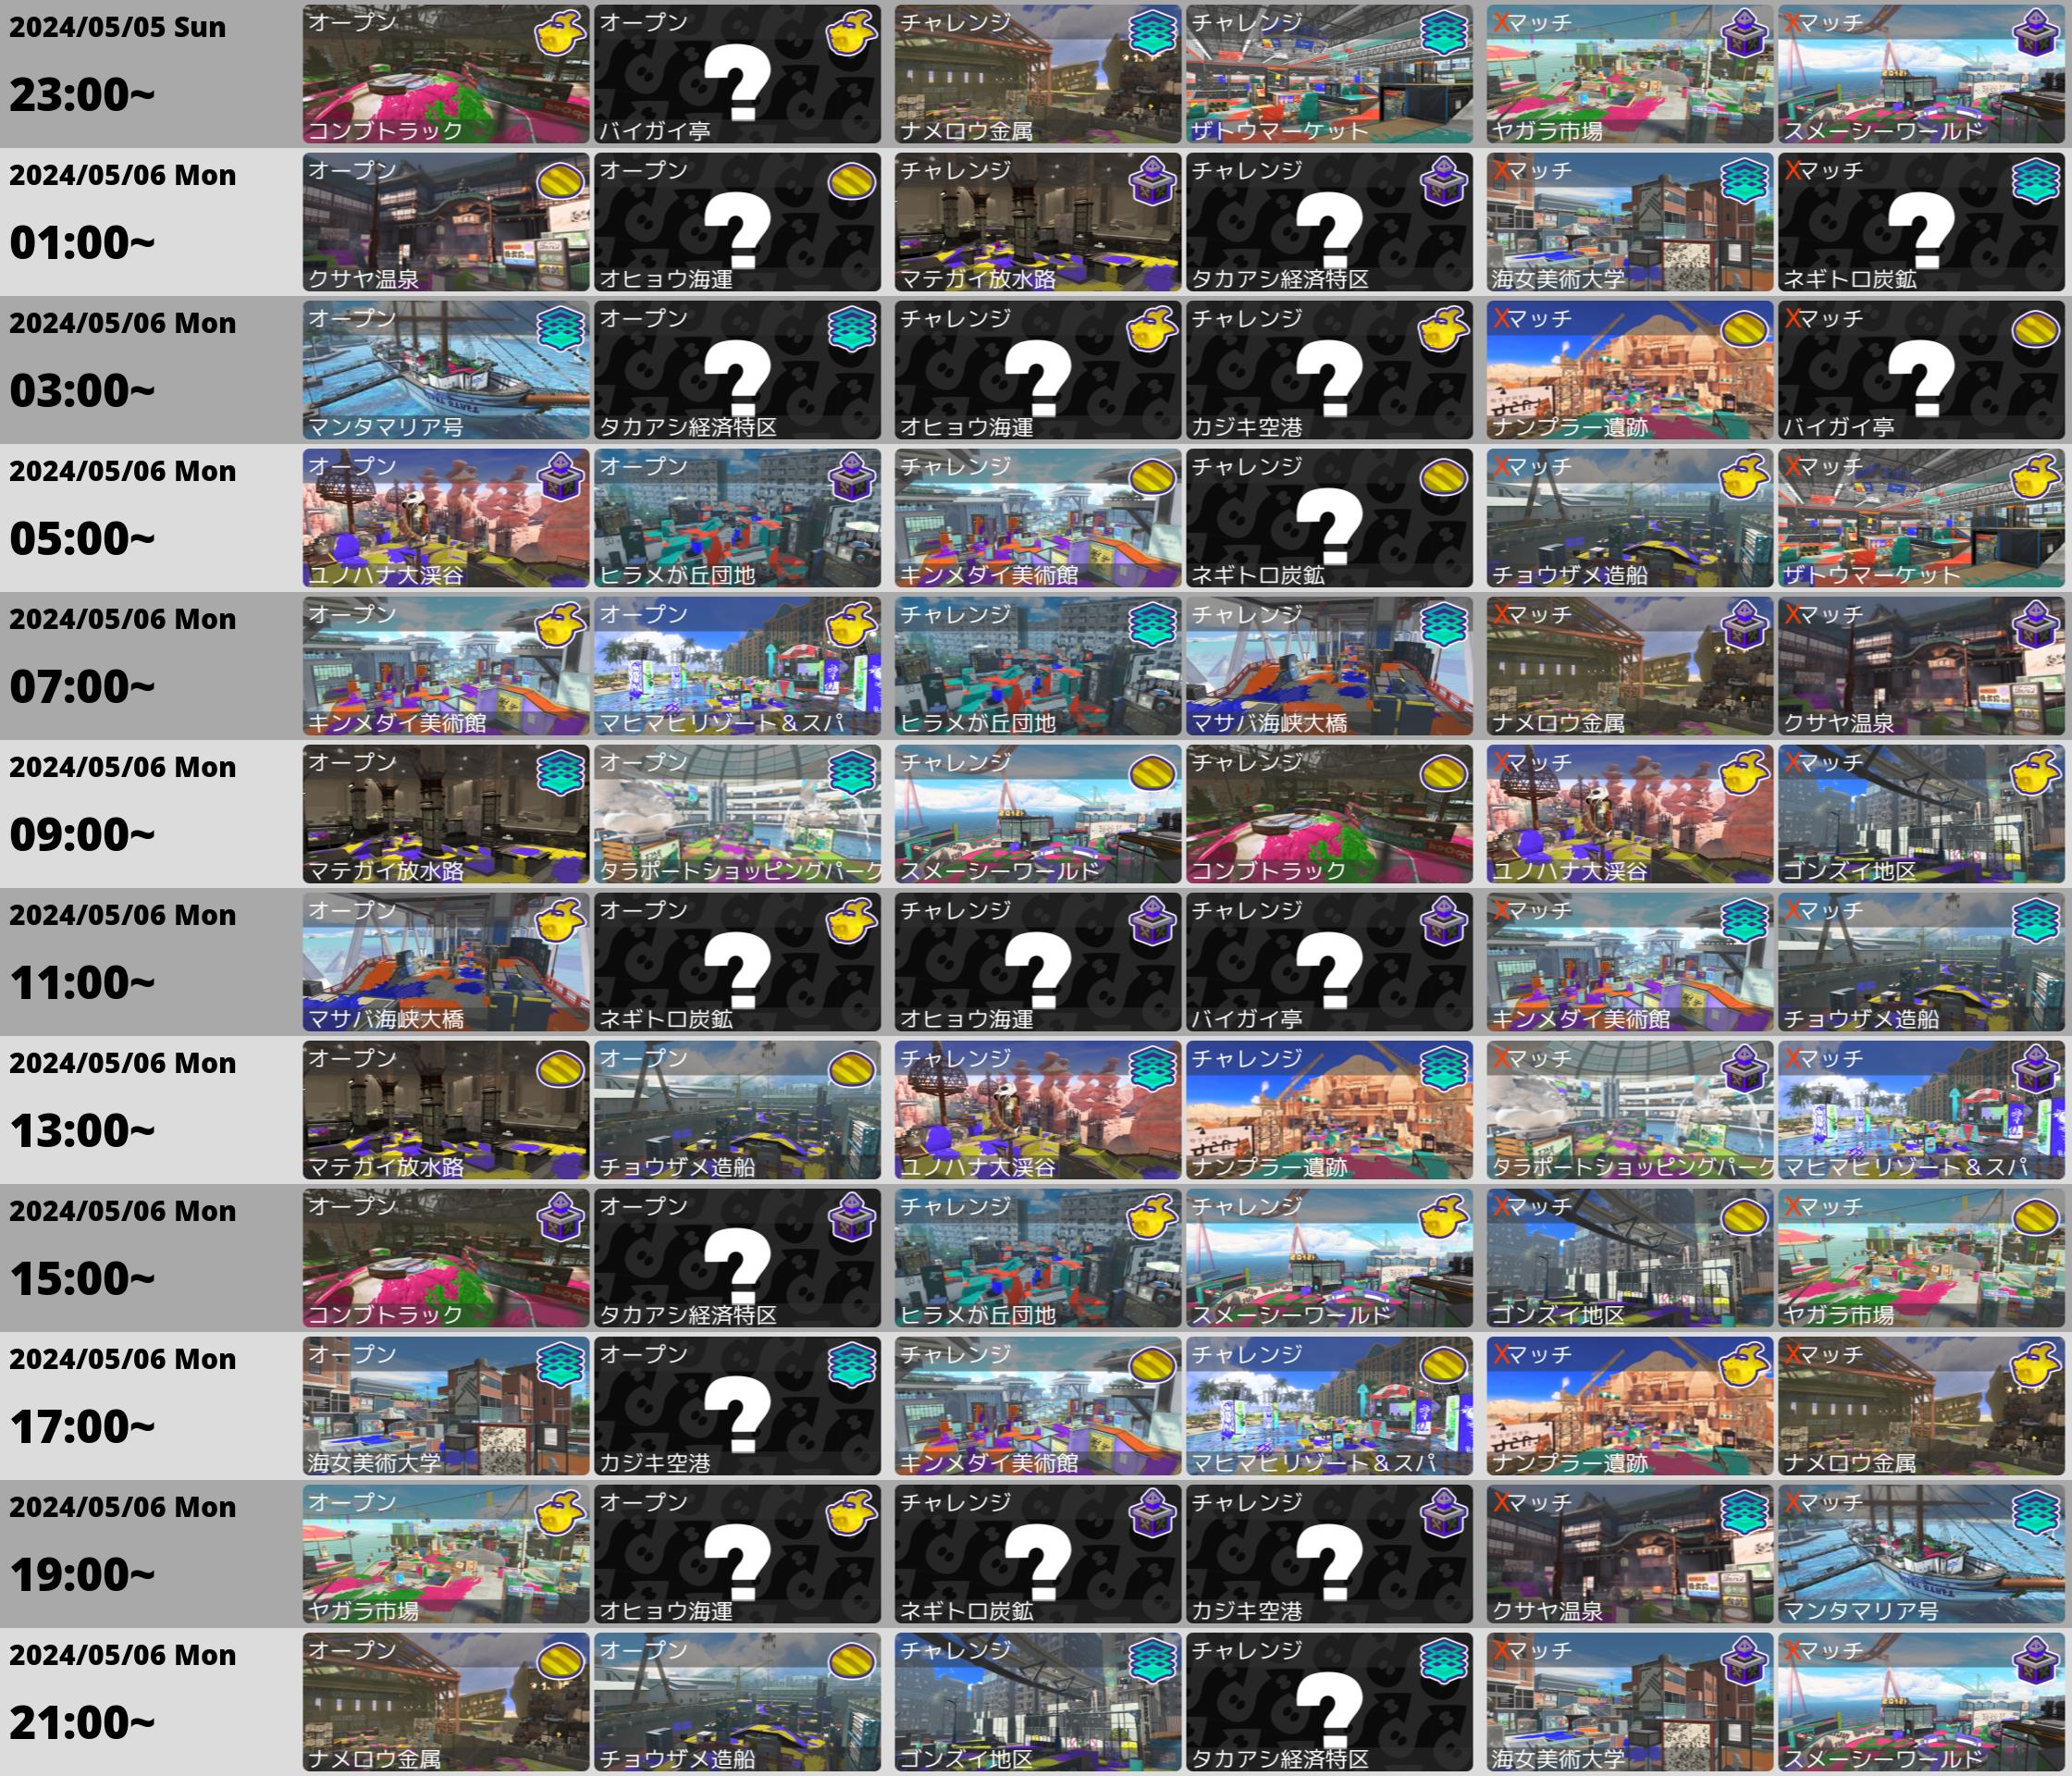 2024/05/05 Sun
23:00~
オープン
コンブトラック
オープン
バイガイ亭
チャレンジ
ナメロウ金属
チャレンジ
ザトウマーケット
Xマッチ
ヤガラ市場
Xマッチ
スメーシーワールド
2024/05/06 Mon
01:00~
オープン
クサヤ温泉
オープン
オヒョウ海運
チャレンジ
マテガイ放水路
チャレンジ
タカアシ経済特区
Xマッチ
海女美術大学
Xマッチ
ネギトロ炭鉱
2024/05/06 Mon
03:00~
オープン
マンタマリア号
オープン
タカアシ経済特区
チャレンジ
オヒョウ海運
チャレンジ
カジキ空港
Xマッチ
ナンプラー遺跡
Xマッチ
バイガイ亭
2024/05/06 Mon
05:00~
オープン
ユノハナ大渓谷
オープン
ヒラメが丘団地
チャレンジ
キンメダイ美術館
チャレンジ
ネギトロ炭鉱
Xマッチ
チョウザメ造船
Xマッチ
ザトウマーケット
2024/05/06 Mon
07:00~
オープン
キンメダイ美術館
オープン
マヒマヒリゾート&スパ
チャレンジ
ヒラメが丘団地
チャレンジ
マサバ海峡大橋
Xマッチ
ナメロウ金属
Xマッチ
クサヤ温泉
2024/05/06 Mon
09:00~
オープン
マテガイ放水路
オープン
タラポートショッピングパーク
チャレンジ
スメーシーワールド
チャレンジ
コンブトラック
Xマッチ
ユノハナ大渓谷
Xマッチ
ゴンズイ地区
2024/05/06 Mon
11:00~
オープン
マサバ海峡大橋
オープン
ネギトロ炭鉱
チャレンジ
オヒョウ海運
チャレンジ
バイガイ亭
Xマッチ
キンメダイ美術館
Xマッチ
チョウザメ造船
2024/05/06 Mon
13:00~
オープン
マテガイ放水路
オープン
チョウザメ造船
チャレンジ
ユノハナ大渓谷
チャレンジ
ナンプラー遺跡
Xマッチ
タラポートショッピングパーク
Xマッチ
マヒマヒリゾート&スパ
2024/05/06 Mon
15:00~
オープン
コンブトラック
オープン
タカアシ経済特区
チャレンジ
ヒラメが丘団地
チャレンジ
スメーシーワールド
Xマッチ
ゴンズイ地区
Xマッチ
ヤガラ市場
2024/05/06 Mon
17:00~
オープン
海女美術大学
オープン
カジキ空港
チャレンジ
キンメダイ美術館
チャレンジ
マヒマヒリゾート&スパ
Xマッチ
ナンプラー遺跡
Xマッチ
ナメロウ金属
2024/05/06 Mon
19:00~
オープン
ヤガラ市場
オープン
オヒョウ海運
チャレンジ
ネギトロ炭鉱
チャレンジ
カジキ空港
Xマッチ
クサヤ温泉
Xマッチ
マンタマリア号
2024/05/06 Mon
21:00~
オープン
ナメロウ金属
オープン
チョウザメ造船
チャレンジ
ゴンズイ地区
チャレンジ
タカアシ経済特区
Xマッチ
海女美術大学
Xマッチ
スメーシーワールド